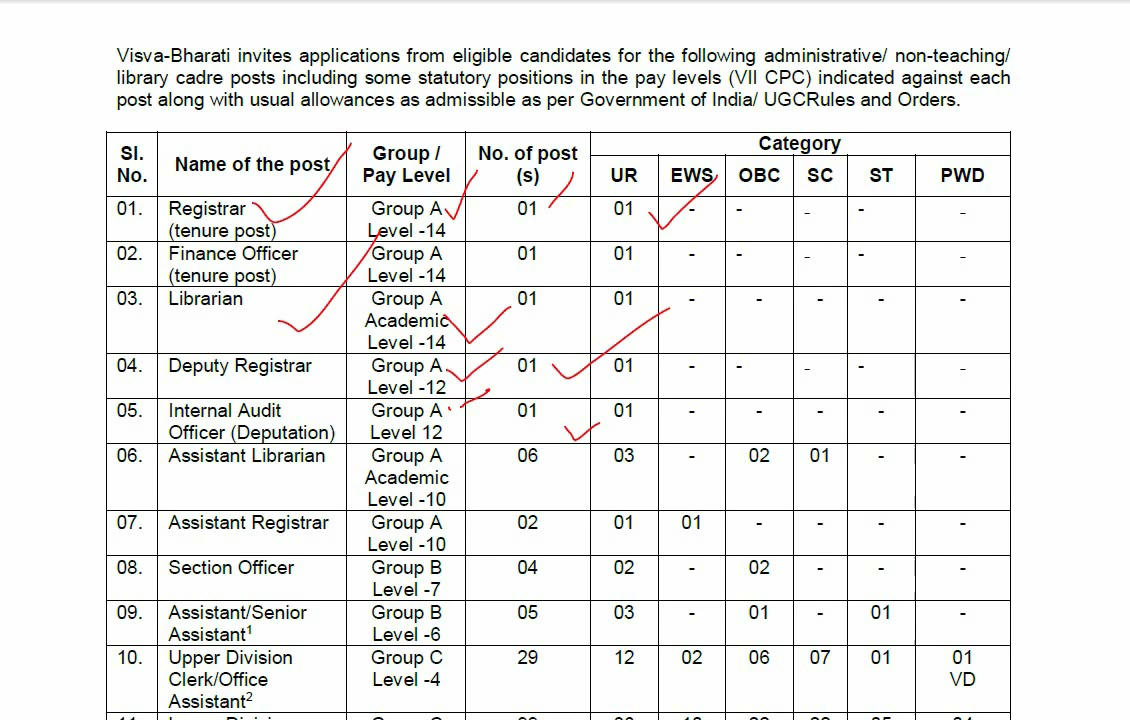 Visva-Bharati invites applications from eligible candidates for the following administrative/ non-teaching/
library cadre posts including some statutory positions in the pay levels (VII CPC) indicated against each
post along with usual allowances as admissible as per Government of India/ UGCRules and Orders.
Sl. No. Name of the post Group / Pay Level No. of post (s) Category
UR EWS OBC SC ST PWD
01. Registrar Group A 01 01 - - - - -
(tenure post) Level -14
02. Finance Officer Group A 01 01 - - - - -
(tenure post) Level -14
03. Librarian Group A 01 01 - - - - -
Academic
Level -14
04. Deputy Registrar Group A 01 01 - - - - -
Level -12
05. Internal Audit Group A 01 01 - - - - -
Officer (Deputation) Level 12
06. Assistant Librarian Group A 06 03 - 02 01 - -
Academic
Level -10
07. Assistant Registrar Group A 02 01 01 - - - -
Level -10
08. Section Officer Group B 04 02 - 02 - - -
Level -7
09. Assistant/Senior Group B 05 03 - 01 - 01 -
Assistant1 Level -6
10. Upper Division Group C 29 12 02 06 07 01 01
Clerk/Office Level -4 VD
Assistant2